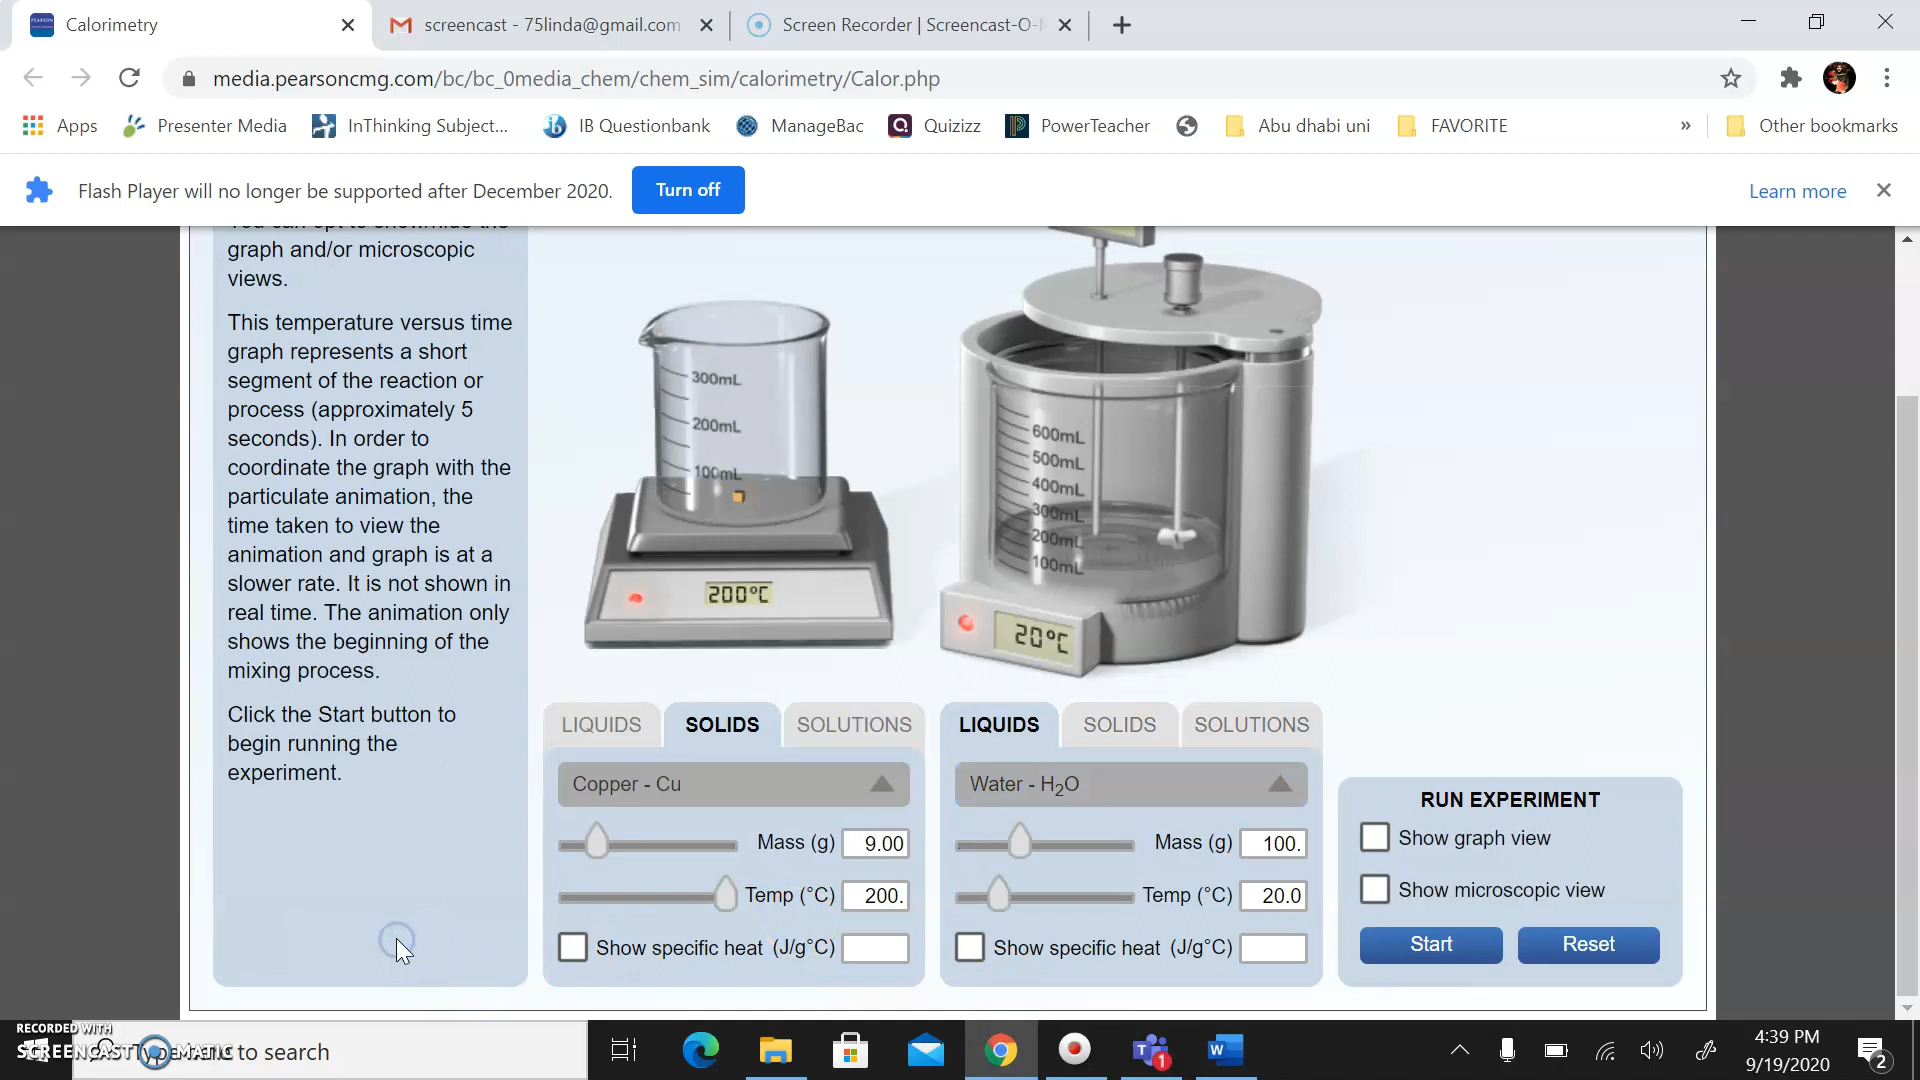 Calorimetry
screencast - 75linda@gmail.com
Screen Recorder | Screencast-O-
media.pearsoncmg.com/bc/bc_0media_chem/chem_sim/calorimetry/Calor.php
Apps
Presenter Media
InThinking Subject...
IB Questionbank
ManageBac
Quizizz
PowerTeacher
Abu dhabi uni
FAVORITE
»
Other bookmarks
Flash Player will no longer be supported after December 2020.
Turn off
Learn more
graph and/or microscopic
views.
This temperature versus time
graph represents a short
segment of the reaction or
process (approximately 5
seconds). In order to
coordinate the graph with the
particulate animation, the
time taken to view the
animation and graph is at a
slower rate. It is not shown in
real time. The animation only
shows the beginning of the
mixing process.
Click the Start button to
begin running the
experiment.
300mL
200mL
100mL
200°C
600mL
500mL
400mL
300mL
200mL
100mL
20°C
LIQUIDS
SOLIDS
SOLUTIONS
Copper - Cu
Mass (g) 9.00
Temp (°C) 200.
Show specific heat (J/g°C)
LIQUIDS
SOLIDS
SOLUTIONS
Water - H₂O
Mass (g) 100.
Temp (°C) 20.0
Show specific heat (J/g°C)
RUN EXPERIMENT
Show graph view
Show microscopic view
Start
Reset
RECORDED WITH
SCREENCAST MATIC
to search
4:39 PM
9/19/2020
1
2